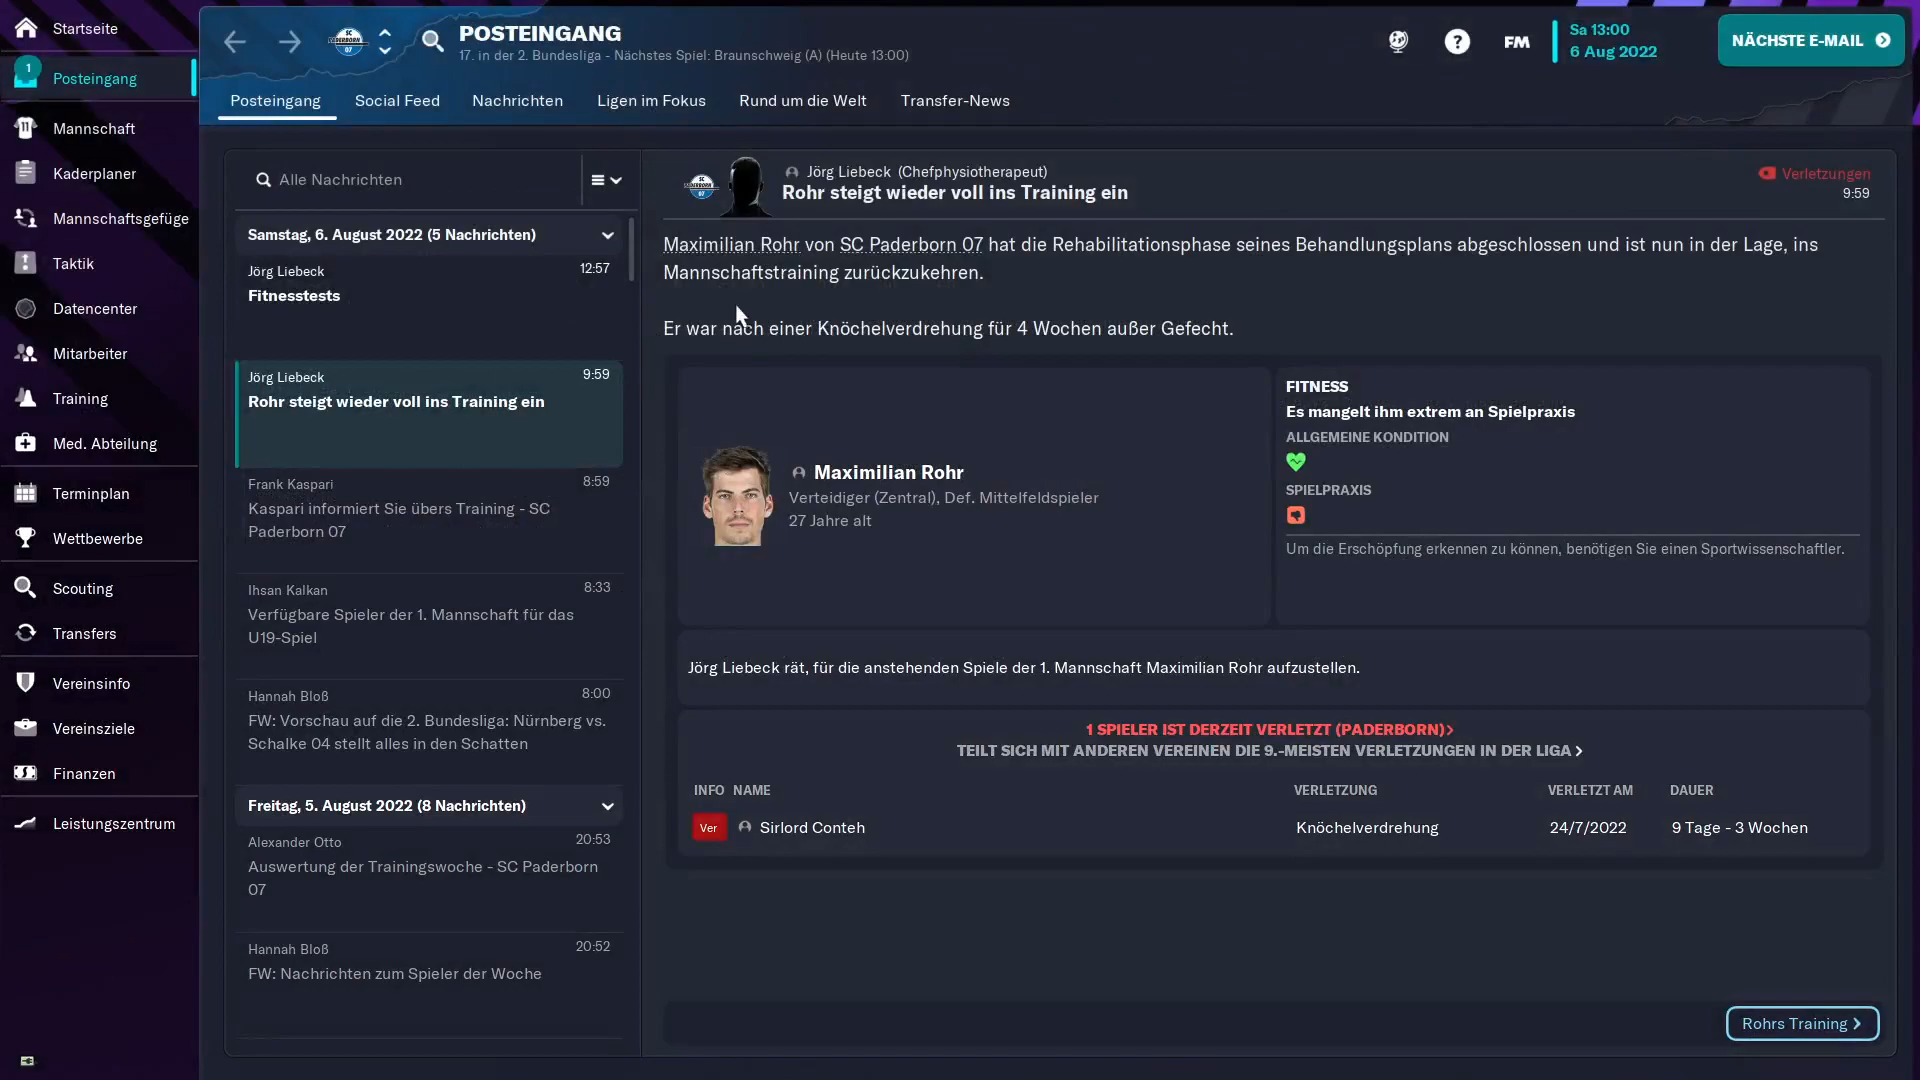 Startseite
1
Posteingang
Mannschaft
Kaderplaner
Mannschaftsgefüge
Taktik
Datencenter
Mitarbeiter
Training
Med. Abteilung
Terminplan
Wettbewerbe
Scouting
Transfers
Vereinsinfo
Vereinsziele
Finanzen
Leistungszentrum
POSTEINGANG
17. in der 2. Bundesliga - Nächstes Spiel: Braunschweig (A) (Heute 13:00)
?
FM
Sa 13:00
6 Aug 2022
NÄCHSTE E-MAIL
Posteingang
Social Feed
Nachrichten
Ligen im Fokus
Rund um die Welt
Transfer-News
Alle Nachrichten
Samstag, 6. August 2022 (5 Nachrichten)
Jörg Liebeck 12:57
Fitnesstests
Jörg Liebeck 9:59
Rohr steigt wieder voll ins Training ein
Frank Kaspari 8:59
Kaspari informiert Sie übers Training - SC
Paderborn 07
Ihsan Kalkan 8:33
Verfügbare Spieler der 1. Mannschaft für das
U19-Spiel
Hannah Bloß 8:00
FW: Vorschau auf die 2. Bundesliga: Nürnberg vs.
Schalke 04 stellt alles in den Schatten
Freitag, 5. August 2022 (8 Nachrichten)
Alexander Otto 20:53
Auswertung der Trainingswoche - SC Paderborn
07
Hannah Bloß 20:52
FW: Nachrichten zum Spieler der Woche
Jörg Liebeck (Chefphysiotherapeut)
Rohr steigt wieder voll ins Training ein
Verletzungen
9:59
Maximilian Rohr von SC Paderborn 07 hat die Rehabilitationsphase seines Behandlungsplans abgeschlossen und ist nun in der Lage, ins
Mannschaftstraining zurückzukehren.
Er war nach einer Knöchelverdrehung für 4 Wochen außer Gefecht.
Maximilian Rohr
Verteidiger (Zentral), Def. Mittelfeldspieler
27 Jahre alt
FITNESS
Es mangelt ihm extrem an Spielpraxis
ALLGEMEINE KONDITION
SPIELPRAXIS
Um die Erschöpfung erkennen zu können, benötigen Sie einen Sportwissenschaftler.
Jörg Liebeck rät, für die anstehenden Spiele der 1. Mannschaft Maximilian Rohr aufzustellen.
1 SPIELER IST DERZEIT VERLETZT (PADERBORN)
TEILT SICH MIT ANDEREN VEREINEN DIE 9.-MEISTEN VERLETZUNGEN IN DER LIGA
INFO NAME VERLETZUNG VERLETZT AM DAUER
Ver Sirlord Conteh Knöchelverdrehung 24/7/2022 9 Tage - 3 Wochen
Rohrs Training